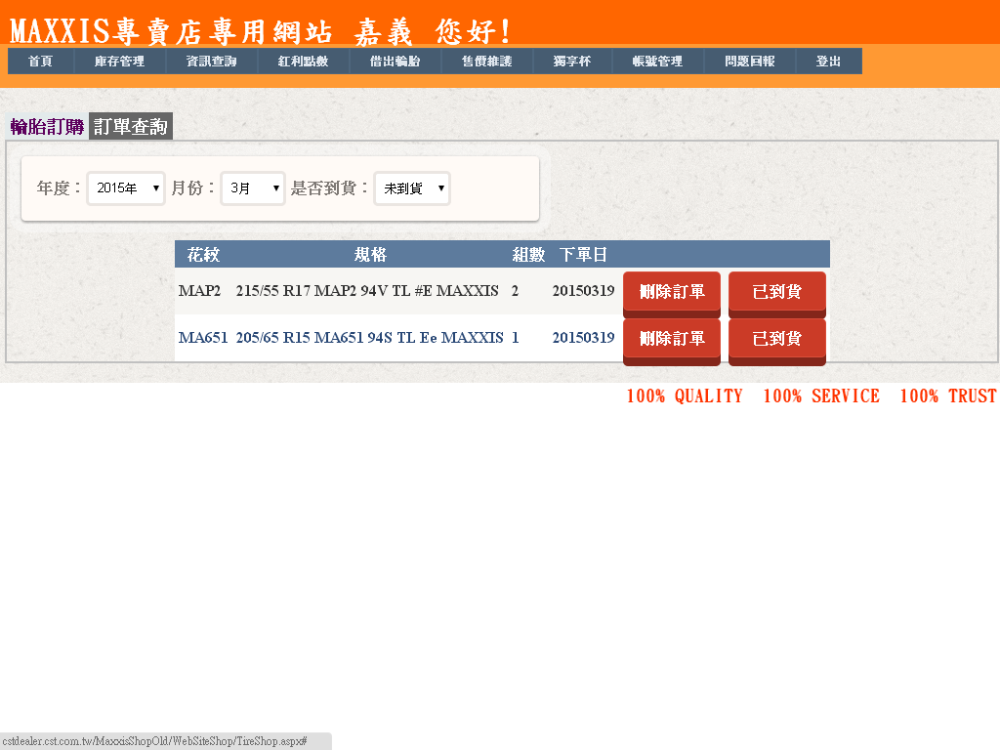 MAXXIS專賣店專用網站 嘉義 您好!
首頁 庫存管理 資訊查詢 紅利點數 借出輪胎 售價維護 獨享杯 帳號管理 問題回報 登出
輪胎訂購 訂單查詢
年度： 2015年 月份： 3月 是否到貨： 未到貨
花紋 規格 組數 下單日
MAP2 215/55 R17 MAP2 94V TL #E MAXXIS 2 20150319 刪除訂單 已到貨
MA651 205/65 R15 MA651 94S TL Ee MAXXIS 1 20150319 刪除訂單 已到貨
100% QUALITY 100% SERVICE 100% TRUST
cstdealer.cst.com.tw/MaxxisShopOld/WebSiteShop/TireShop.aspx#